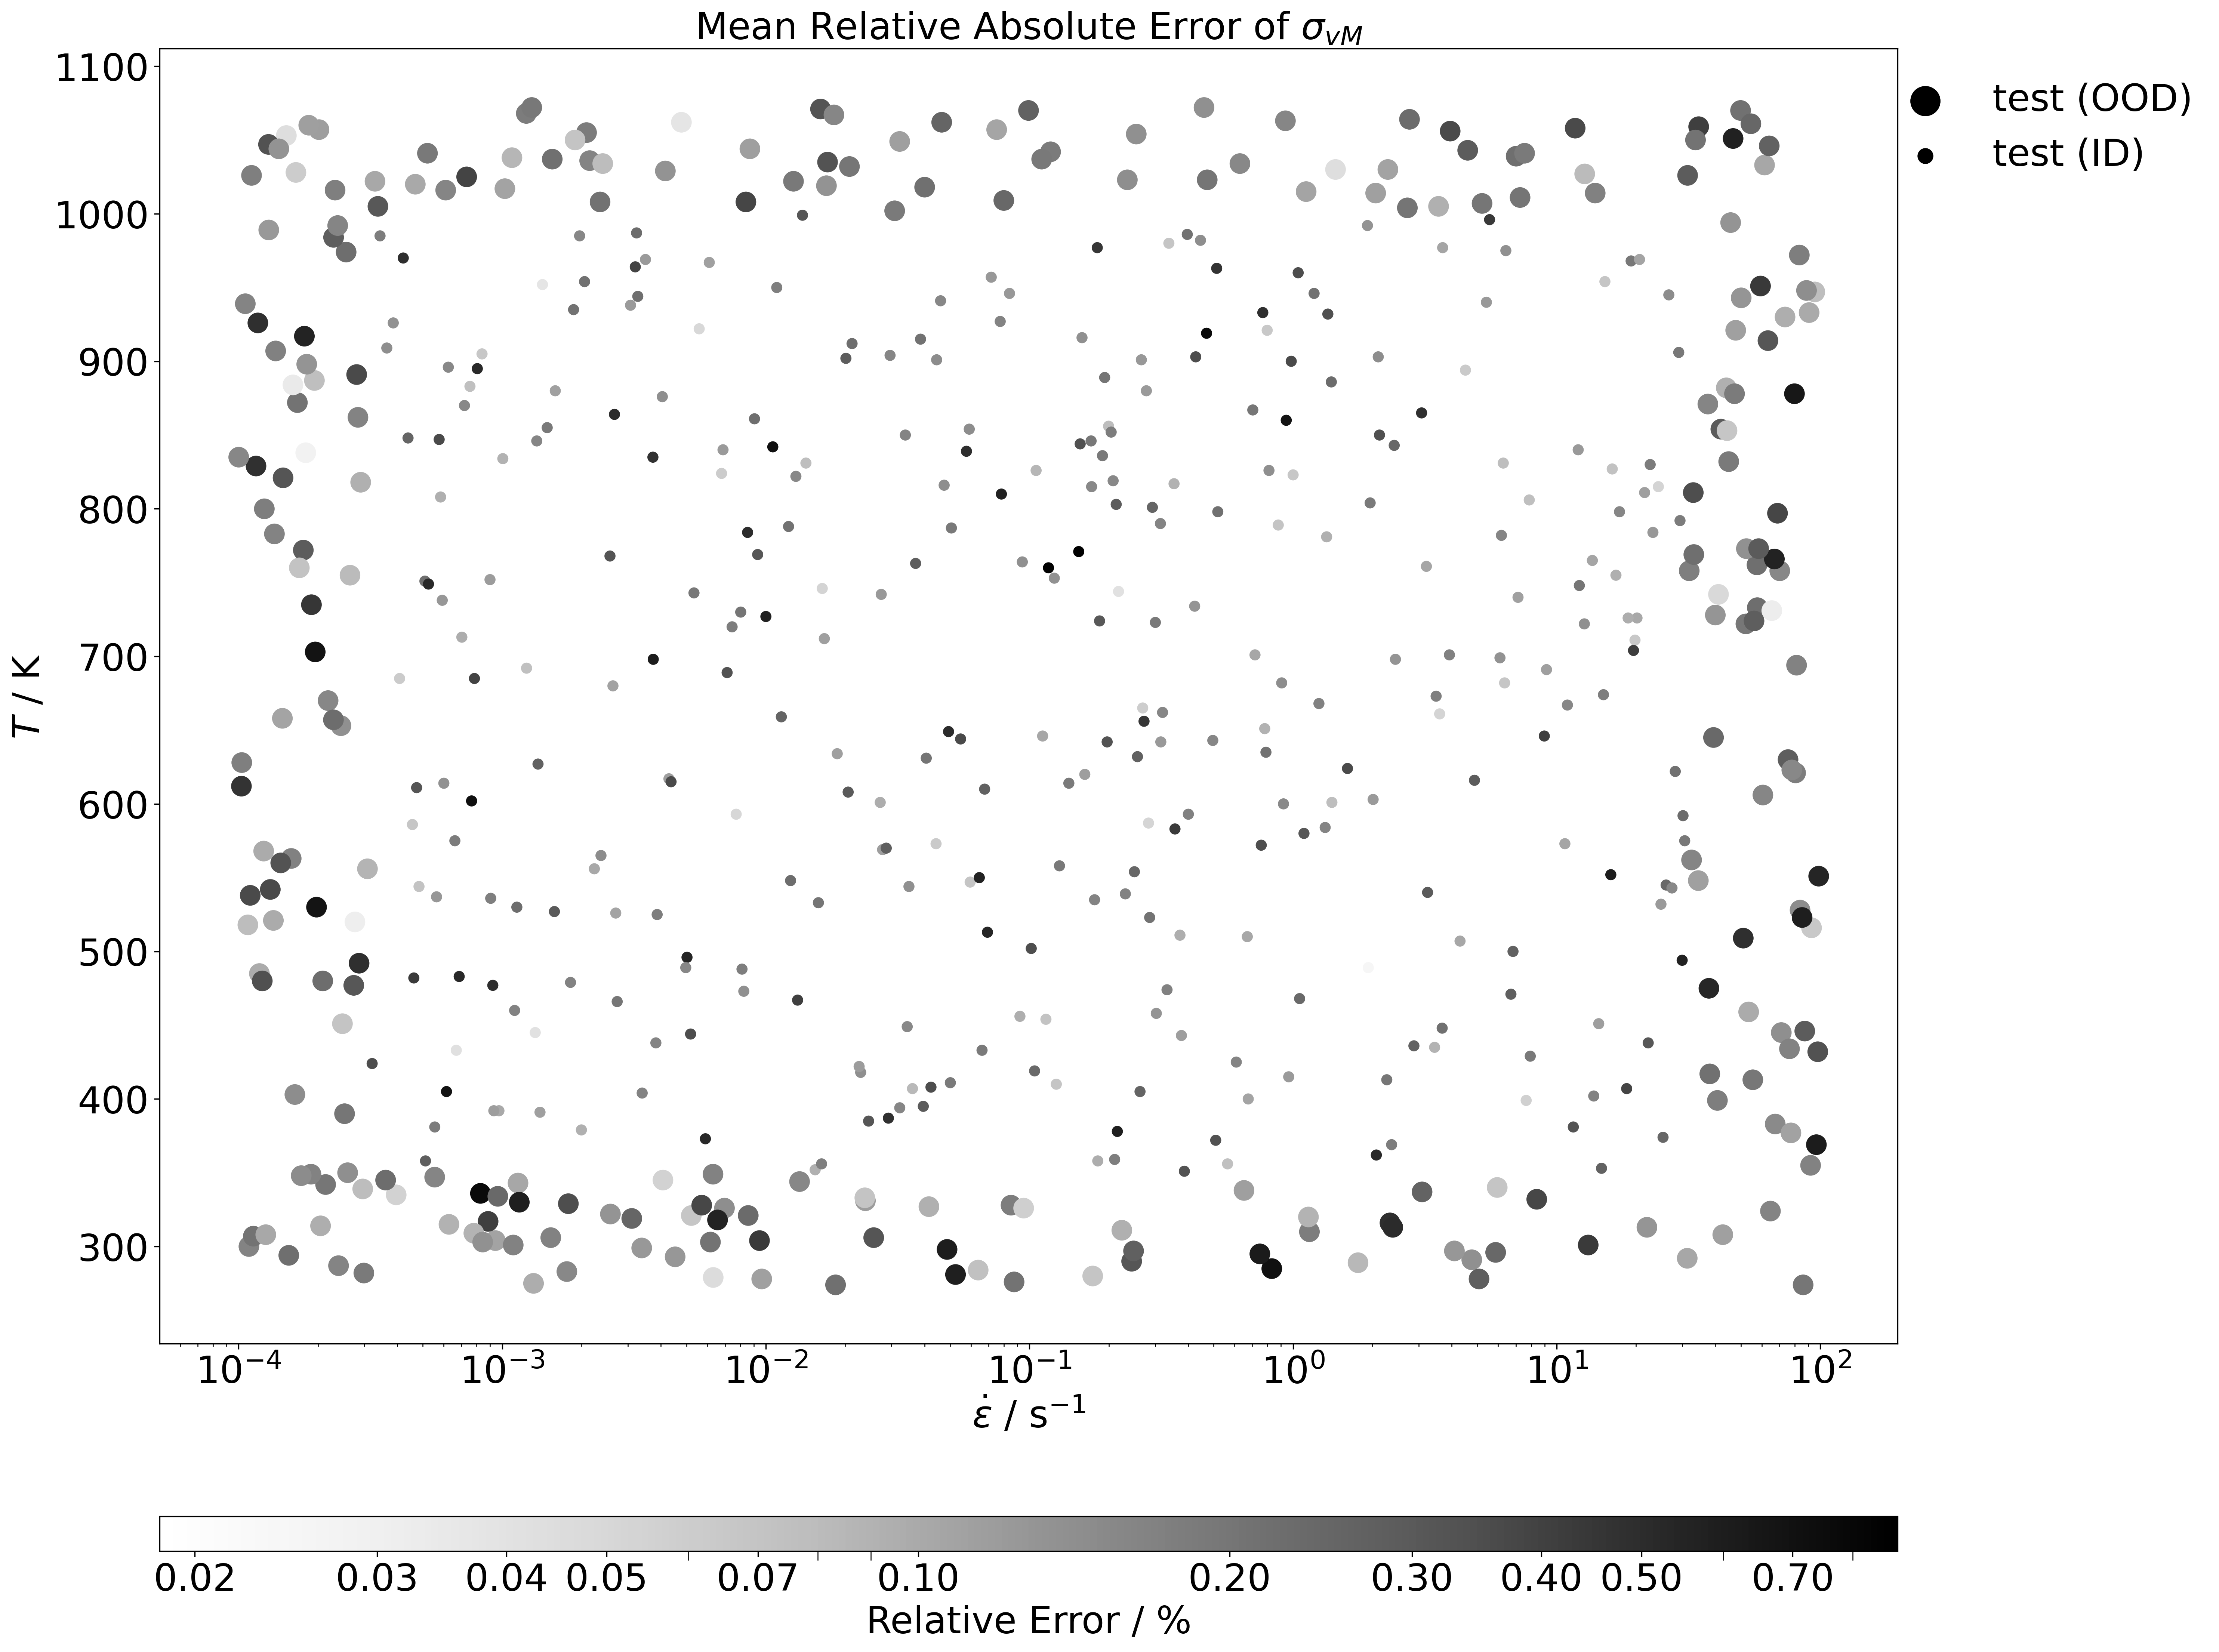 Mean Relative Absolute Error of σ_vM
1100
1000
900
800
700
600
500
400
300
T / K
10⁻⁴ 10⁻³ 10⁻² 10⁻¹ 10⁰ 10¹ 10²
ε̇ / s⁻¹
test (OOD)
test (ID)
0.02 0.03 0.04 0.05 0.07 0.10 0.20 0.30 0.40 0.50 0.70
Relative Error / %